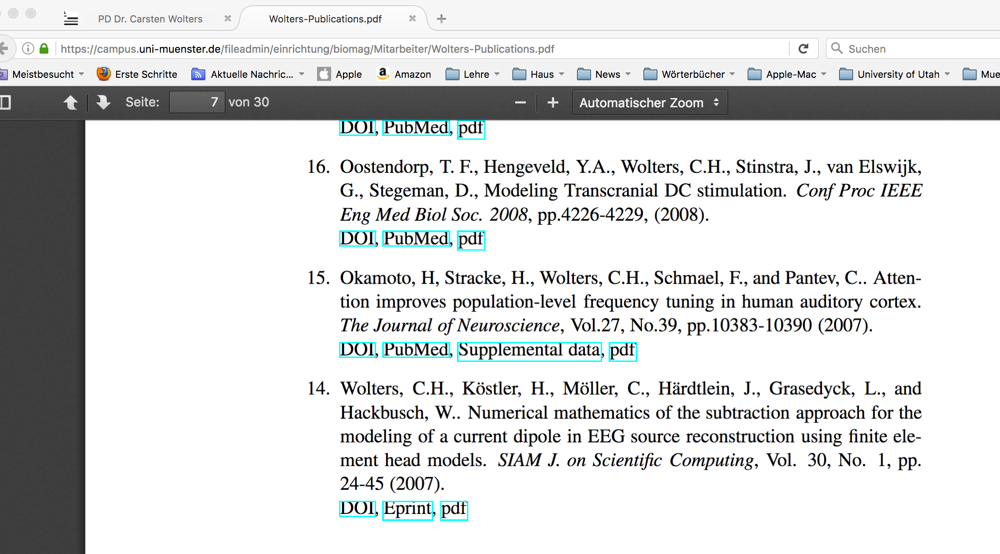 PD Dr. Carsten Wolters
Wolters-Publications.pdf
https://campus.uni-muenster.de/fileadmin/einrichtung/biomag/Mitarbeiter/Wolters-Publications.pdf
Suchen
Meistbesucht Erste Schritte Aktuelle Nachric... Apple Amazon Lehre Haus News Wörterbücher Apple-Mac University of Utah Mue
Seite: 7 von 30 Automatischer Zoom
DOI, PubMed, pdf
16. Oostendorp, T. F., Hengeveld, Y.A., Wolters, C.H., Stinstra, J., van Elswijk,
G., Stegeman, D., Modeling Transcranial DC stimulation. Conf Proc IEEE
Eng Med Biol Soc. 2008, pp.4226-4229, (2008).
DOI, PubMed, pdf
15. Okamoto, H, Stracke, H., Wolters, C.H., Schmael, F., and Pantev, C.. Atten-
tion improves population-level frequency tuning in human auditory cortex.
The Journal of Neuroscience, Vol.27, No.39, pp.10383-10390 (2007).
DOI, PubMed, Supplemental data, pdf
14. Wolters, C.H., Köstler, H., Möller, C., Härdtlein, J., Grasedyck, L., and
Hackbusch, W.. Numerical mathematics of the subtraction approach for the
modeling of a current dipole in EEG source reconstruction using finite ele-
ment head models. SIAM J. on Scientific Computing, Vol. 30, No. 1, pp.
24-45 (2007).
DOI, Eprint, pdf